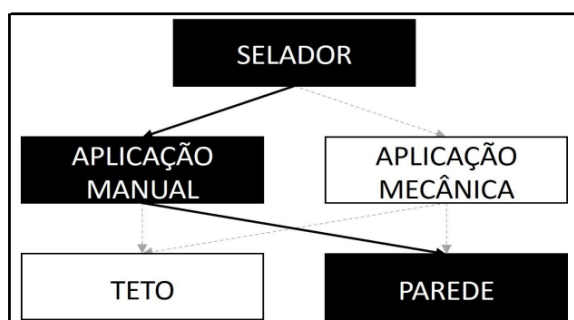 SELADOR
APLICAÇÃO
MANUAL
APLICAÇÃO
MECÂNICA
TETO
PAREDE